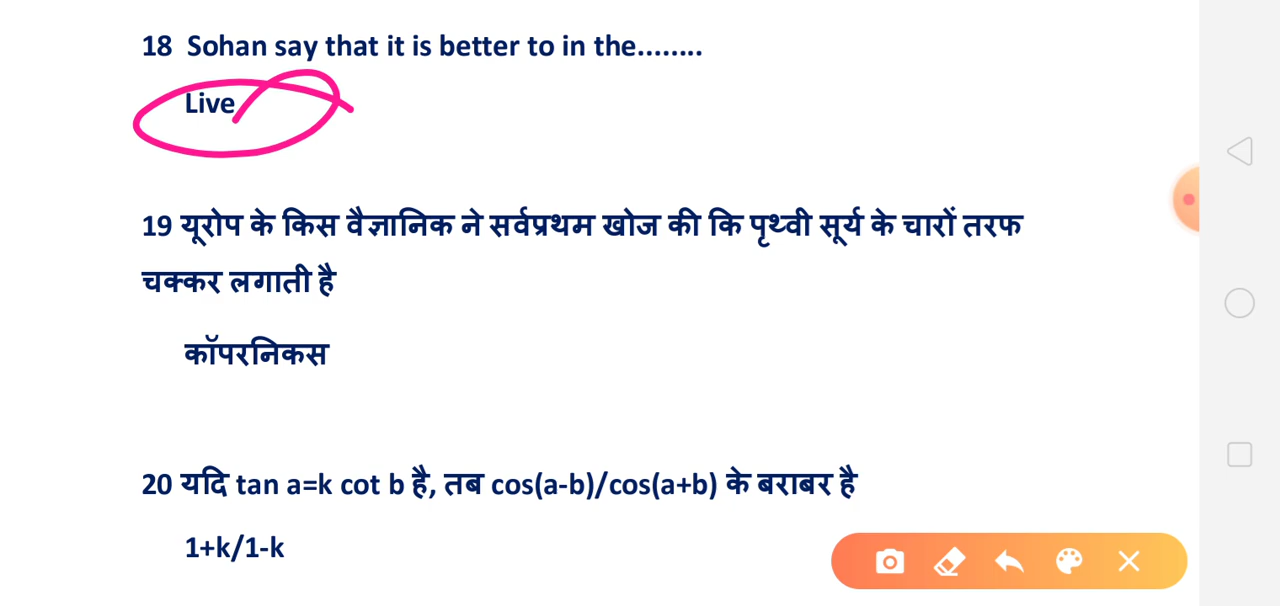 18 Sohan say that it is better to in the........
Live
19 यूरोप के किस वैज्ञानिक ने सर्वप्रथम खोज की कि पृथ्वी सूर्य के चारों तरफ
चक्कर लगाती है
कॉपरनिकस
20 यदि tan a=k cot b है, तब cos(a-b)/cos(a+b) के बराबर है
1+k/1-k